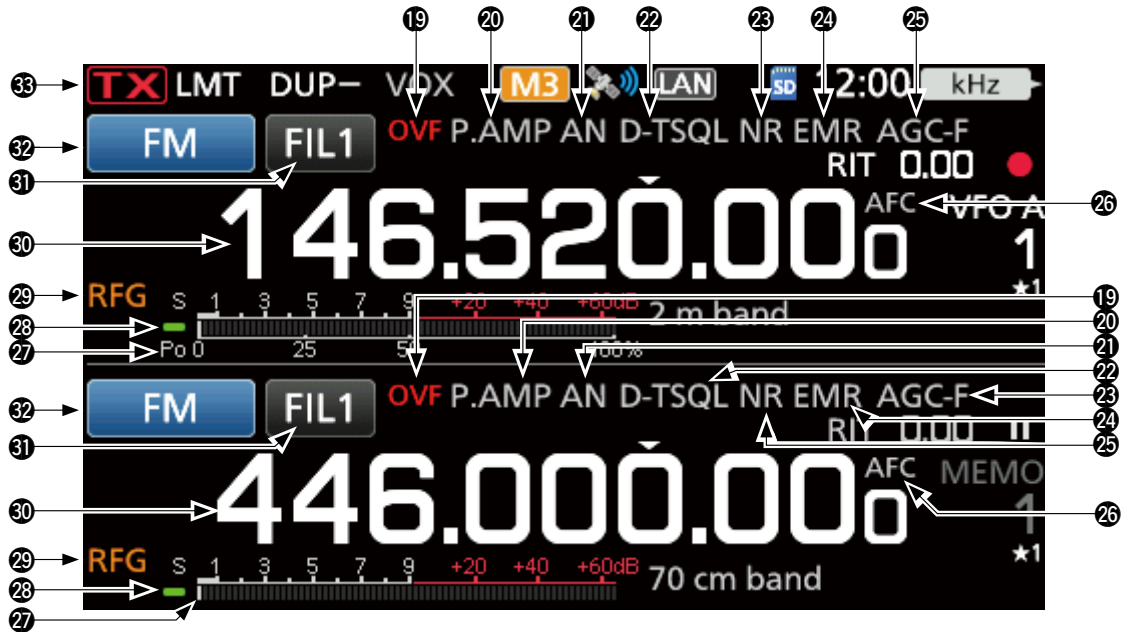 ⑲ ⑳ ㉑ ㉒ ㉓ ㉔ ㉕
㉝ TX LMT DUP− VOX M3 LAN SD 12:00 kHz
㉜ FM FIL1 OVF P.AMP AN D-TSQL NR EMR AGC-F
㉛ RIT 0.00
㉚ 146.520.000 AFC VFO A ㉖
1
㉙ RFG S 1 3 5 7 9 +20 +40 +60dB ★1 ⑲
㉘ 2 m band ⑳
㉗ Po 0 25 50 100% ㉑
㉜ FM FIL1 OVF P.AMP AN D-TSQL NR EMR AGC-F ㉒ ㉓
㉛ RIT 0.00 ㉔
㉕
㉚ 446.000.000 AFC MEMO ㉖
1
㉙ RFG S 1 3 5 7 9 +20 +40 +60dB ★1
㉘ 70 cm band
㉗